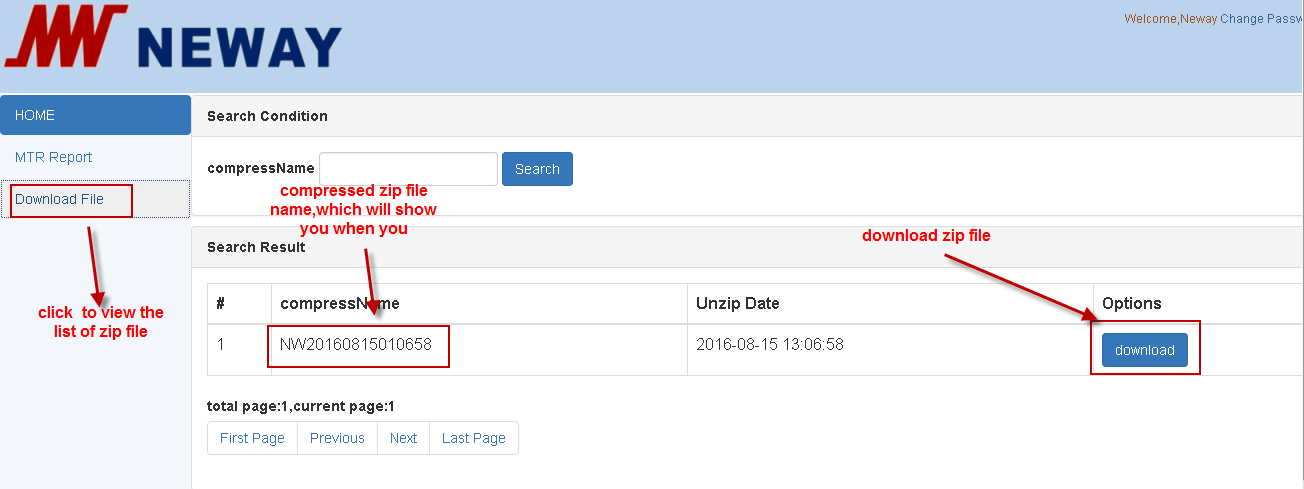 NEWAY
Welcome,Neway Change Passw
HOME
MTR Report
Download File
click to view the
list of zip file
Search Condition
compressName Search
compressed zip file
name,which will show
you when you
Search Result
download zip file
# compressName Unzip Date Options
1 NW20160815010658 2016-08-15 13:06:58 download
total page:1,current page:1
First Page Previous Next Last Page